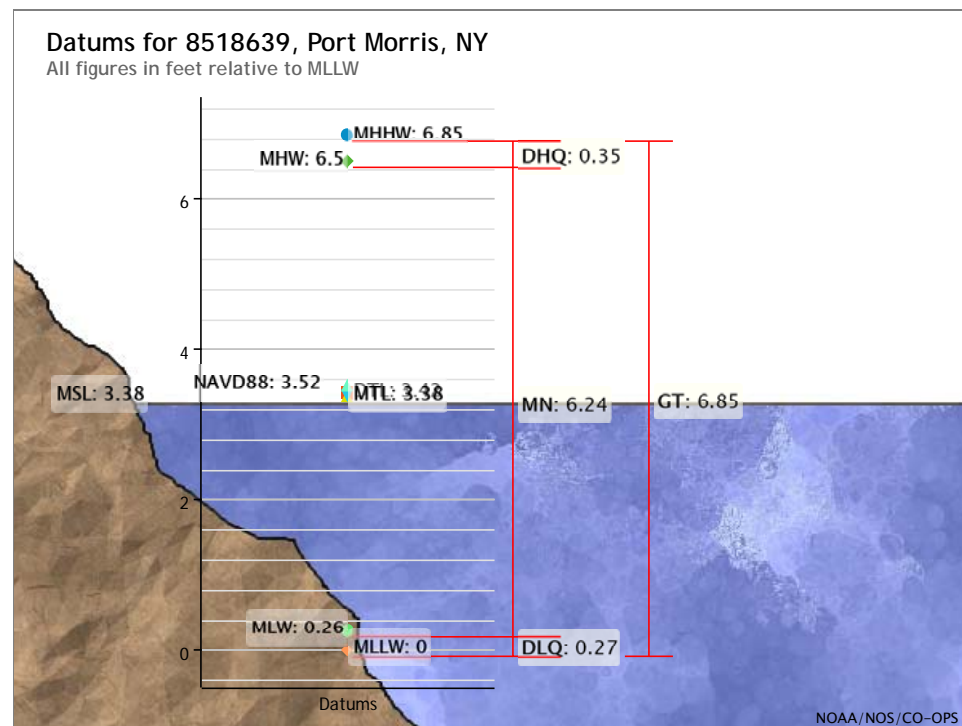 Datums for 8518639, Port Morris, NY
All figures in feet relative to MLLW
MHHW: 6.85
MHW: 6.5
DHQ: 0.35
6
4
NAVD88: 3.52
MSL: 3.38
MTL: 3.38
MN: 6.24
GT: 6.85
2
MLW: 0.26
MLLW: 0
DLQ: 0.27
0
Datums
NOAA/NOS/CO-OPS